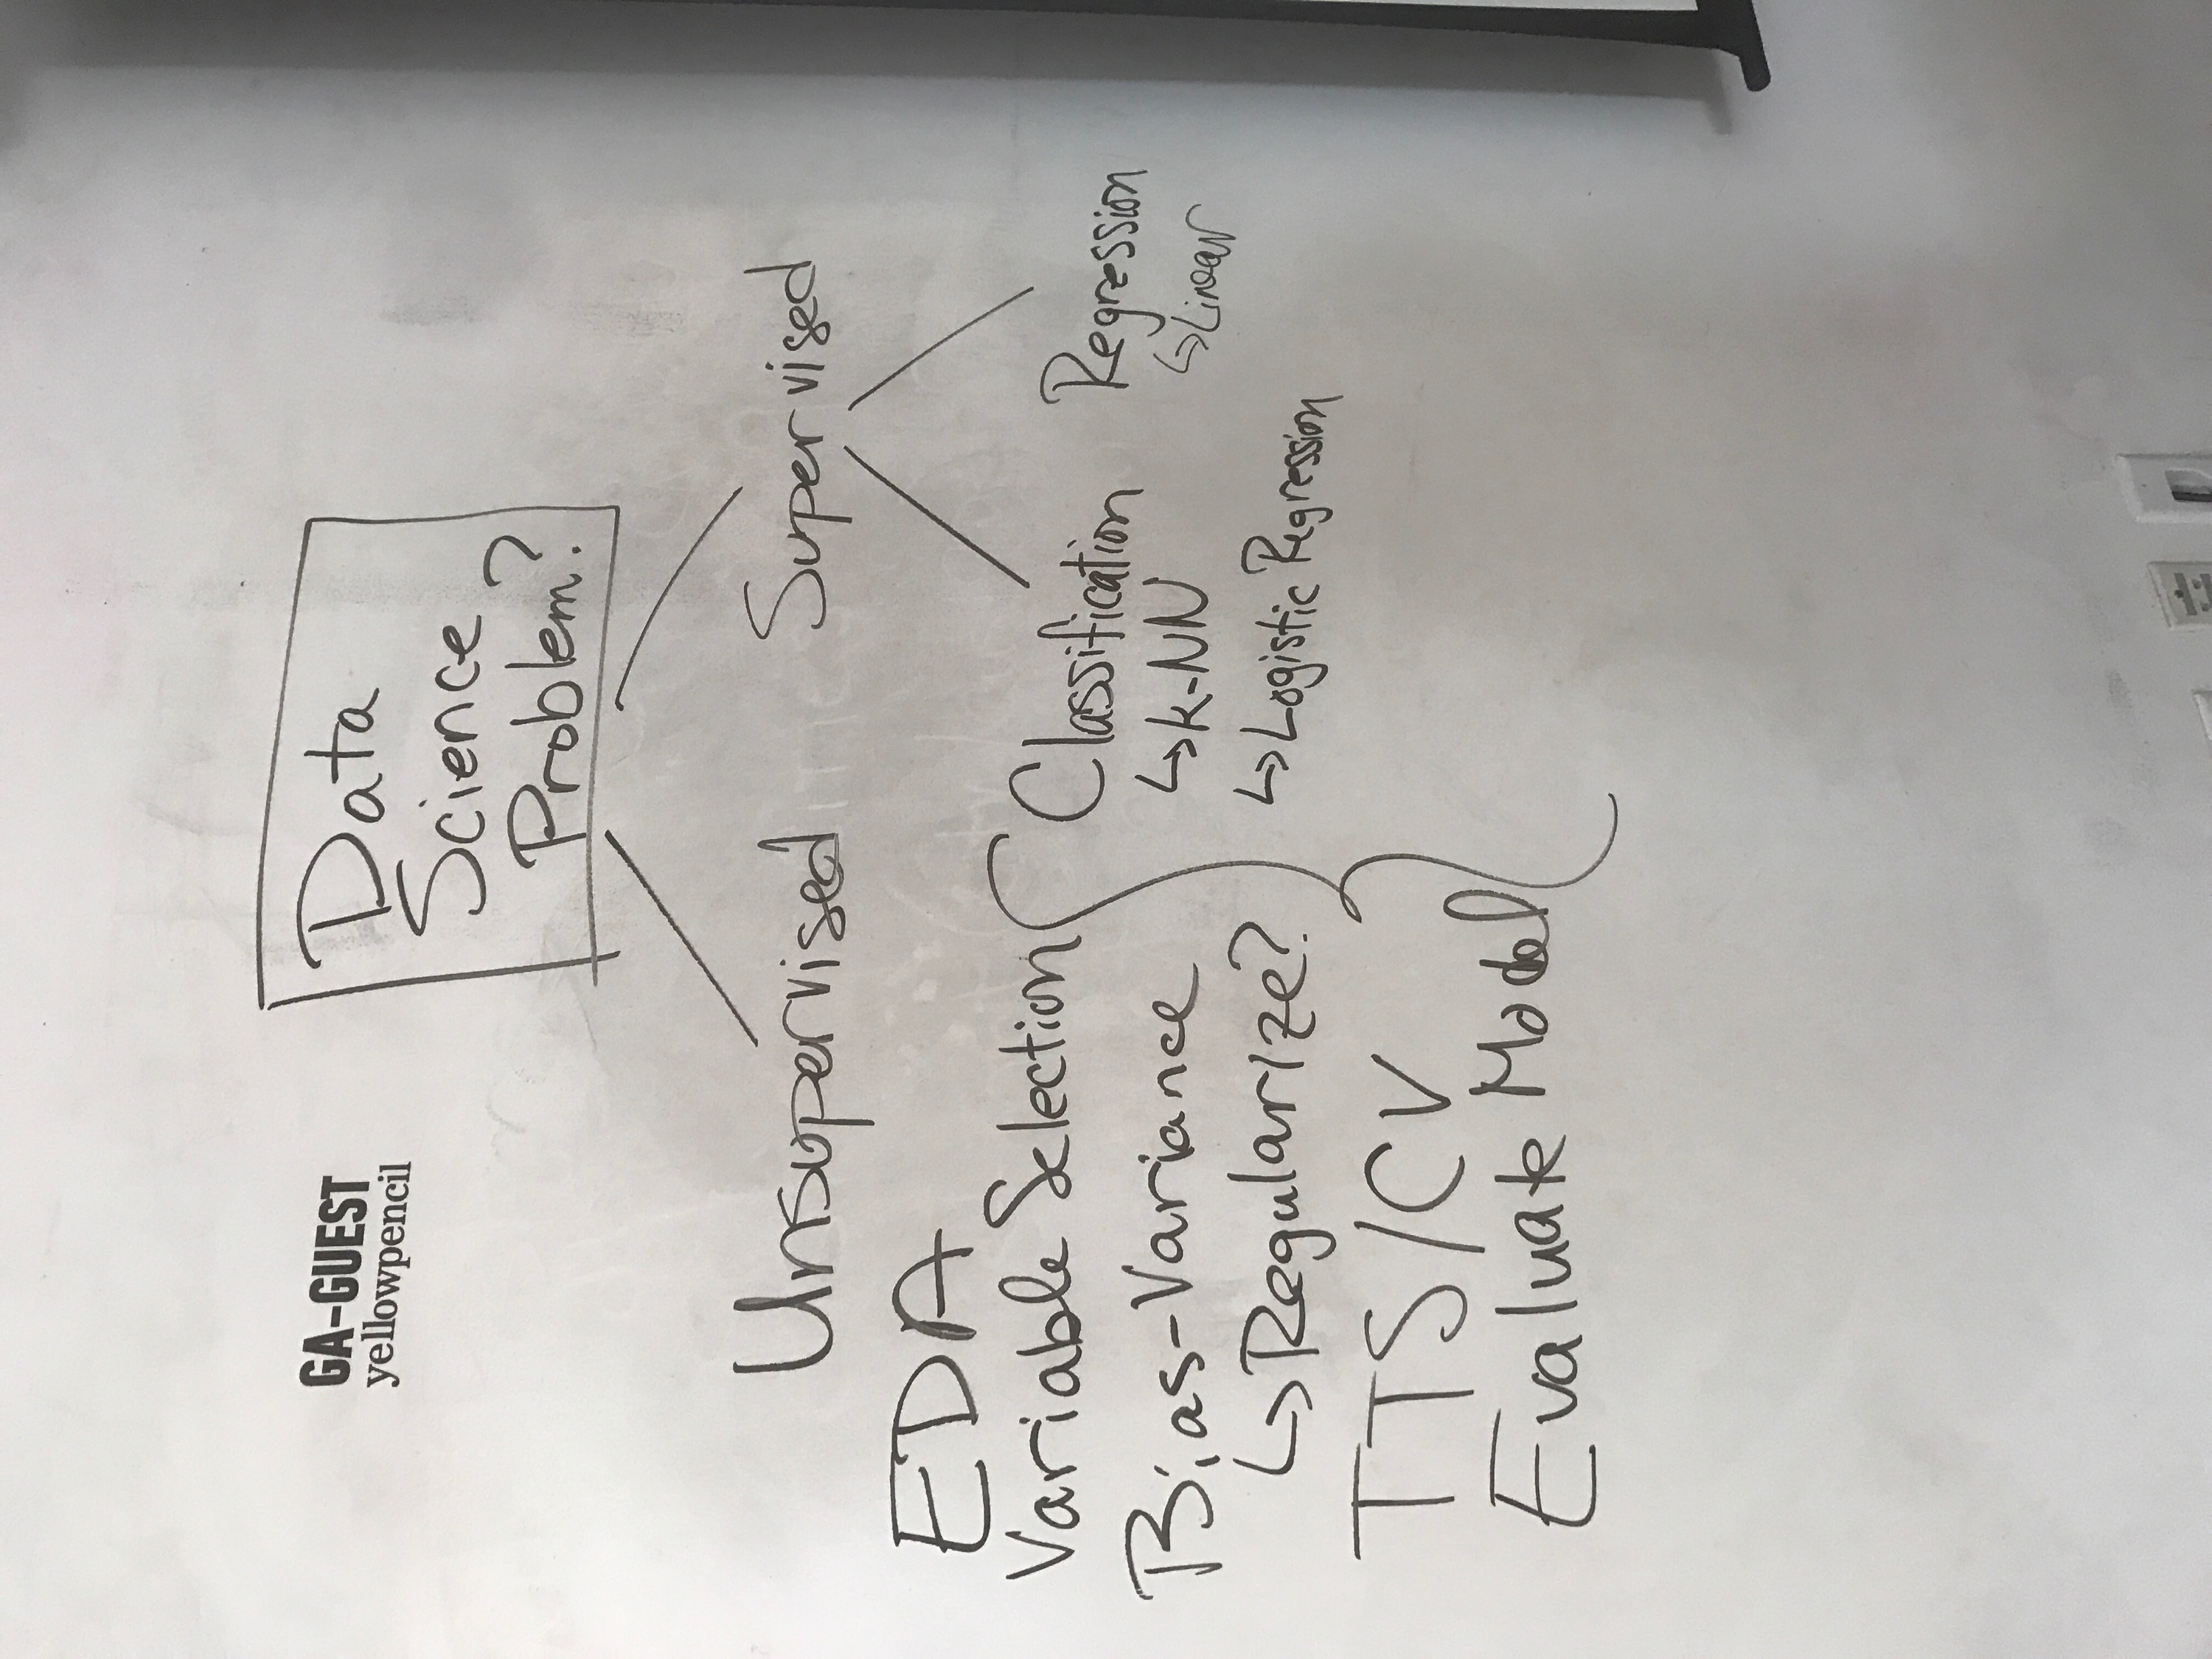 GA-GUEST
yellowpencil
Data
Science
Problem?
Unsupervised
Supervised
EDA
Variable Selection
Bias-Variance
↳ Regularize?
TTS/CV
Evaluate Model
Classification
↳ k-NN
↳ Logistic Regression
Regression
↳ Linear